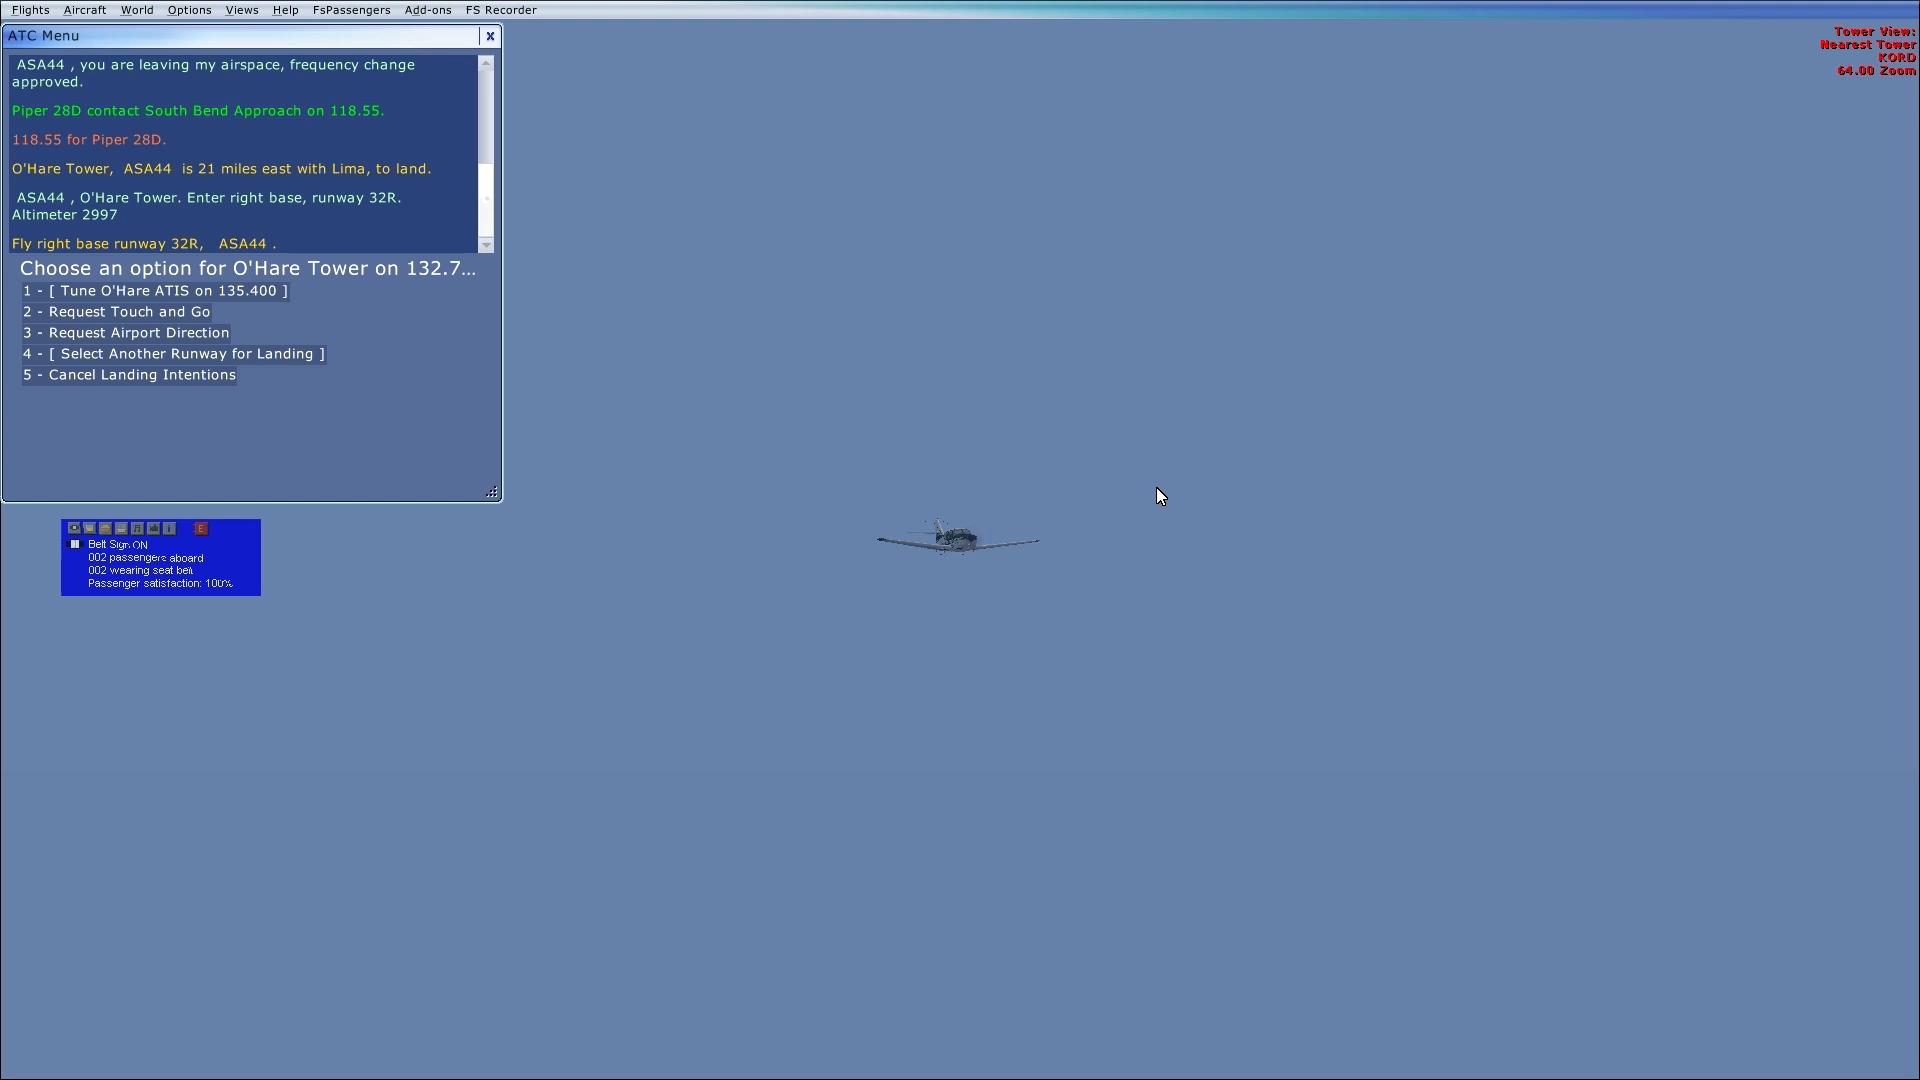 Flights Aircraft World Options Views Help FsPassengers Add-ons FS Recorder
ATC Menu
x
ASA44 , you are leaving my airspace, frequency change
approved.
Piper 28D contact South Bend Approach on 118.55.
118.55 for Piper 28D.
O'Hare Tower, ASA44 is 21 miles east with Lima, to land.
ASA44 , O'Hare Tower. Enter right base, runway 32R.
Altimeter 2997
Fly right base runway 32R, ASA44 .
Choose an option for O'Hare Tower on 132.7...
1 - [ Tune O'Hare ATIS on 135.400 ]
2 - Request Touch and Go
3 - Request Airport Direction
4 - [ Select Another Runway for Landing ]
5 - Cancel Landing Intentions
Tower View:
Nearest Tower
KORD
64.00 Zoom
E
Belt Sign ON
002 passengers aboard
002 wearing seat belt
Passenger satisfaction: 100%